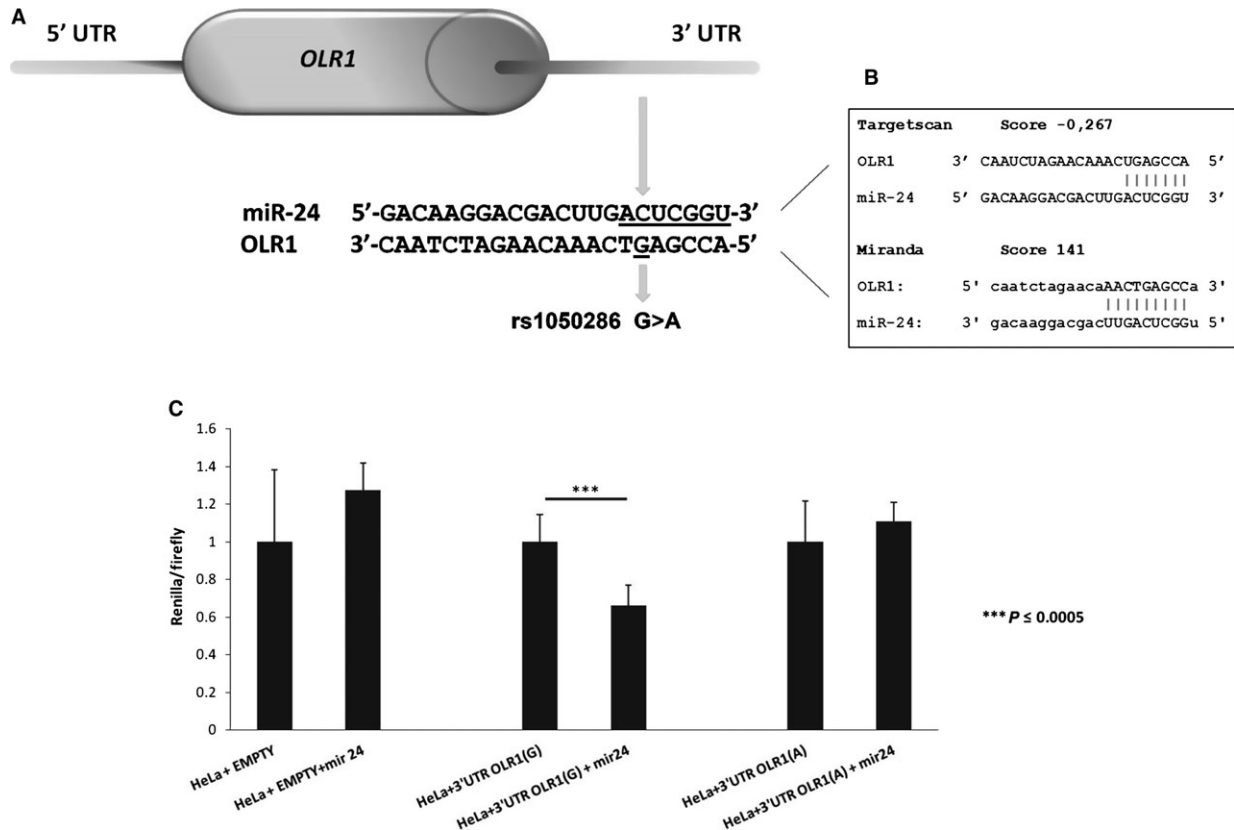 A
5' UTR
OLR1
3' UTR
miR-24 5'-GACAAGGACGACUUGACUCGGU-3'
OLR1 3'-CAATCTAGAACAAACTGAGCCA-5'
rs1050286 G>A
B
Targetscan Score -0,267
OLR1 3' CAAUCUAGAACAAACUGAGCCA 5'
|||||||
miR-24 5' GACAAGGACGACUUGACUCGGU 3'
Miranda Score 141
OLR1: 5' caatctagaacaAACTGAGCCa 3'
|||||||||
miR-24: 3' gacaaggacgacUUGACUCGGu 5'
C
Renilla/firefly
1.6
1.4
1.2
1
0.8
0.6
0.4
0.2
0
***
*** P ≤ 0.0005
HeLa+ EMPTY
HeLa+ EMPTY+mir 24
HeLa+3'UTR OLR1(G)
HeLa+3'UTR OLR1(G) + mir24
HeLa+3'UTR OLR1(A)
HeLa+3'UTR OLR1(A) + mir24